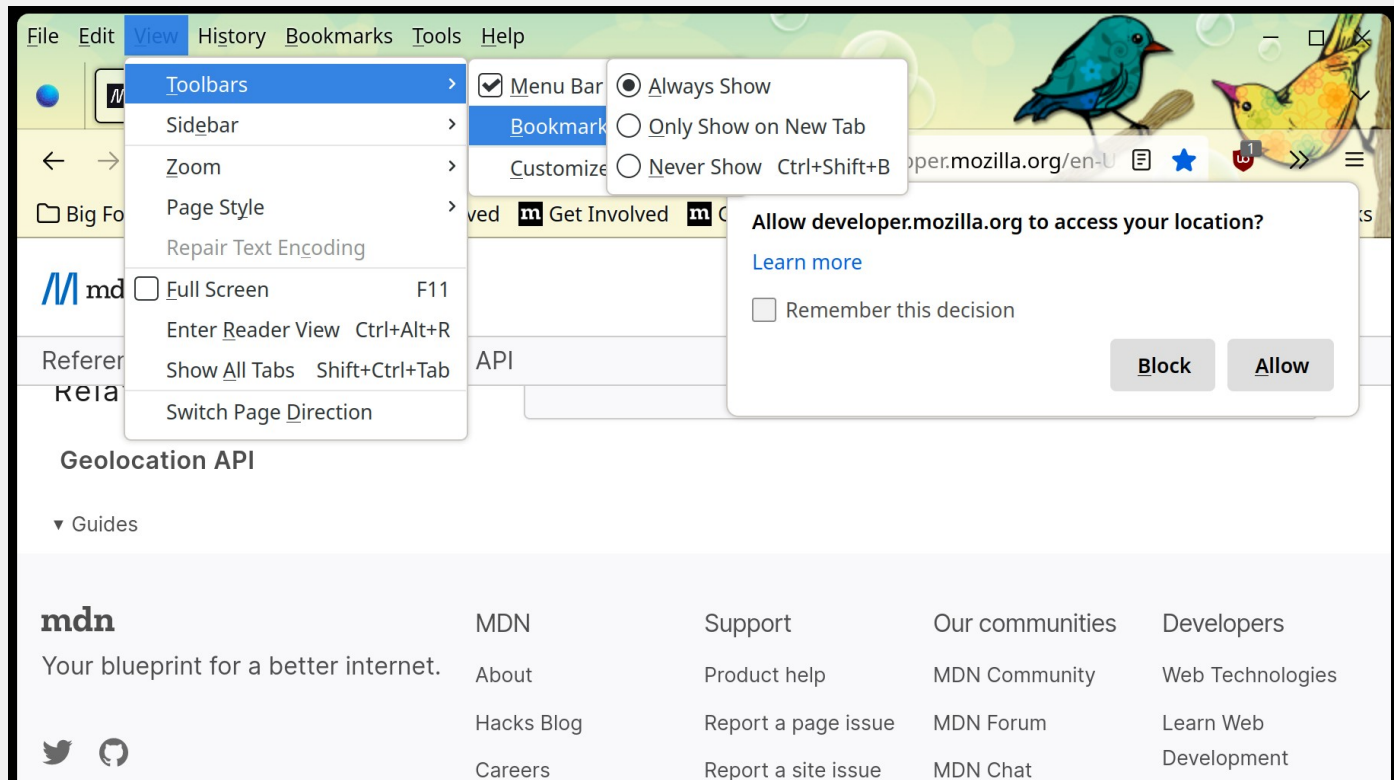 File Edit View History Bookmarks Tools Help
Toolbars
Sidebar
Zoom
Page Style
Repair Text Encoding
Full Screen F11
Enter Reader View Ctrl+Alt+R
Show All Tabs Shift+Ctrl+Tab
Switch Page Direction
Menu Bar
Bookmark
Customize
Always Show
Only Show on New Tab
Never Show Ctrl+Shift+B
per.mozilla.org/en-U
1
Big Fo
ved
m Get Involved
m
Allow developer.mozilla.org to access your location?
Learn more
Remember this decision
Block Allow
md
Referen
API
Rela
Geolocation API
▾ Guides
mdn
Your blueprint for a better internet.
MDN
About
Hacks Blog
Careers
Support
Product help
Report a page issue
Report a site issue
Our communities
MDN Community
MDN Forum
MDN Chat
Developers
Web Technologies
Learn Web
Development